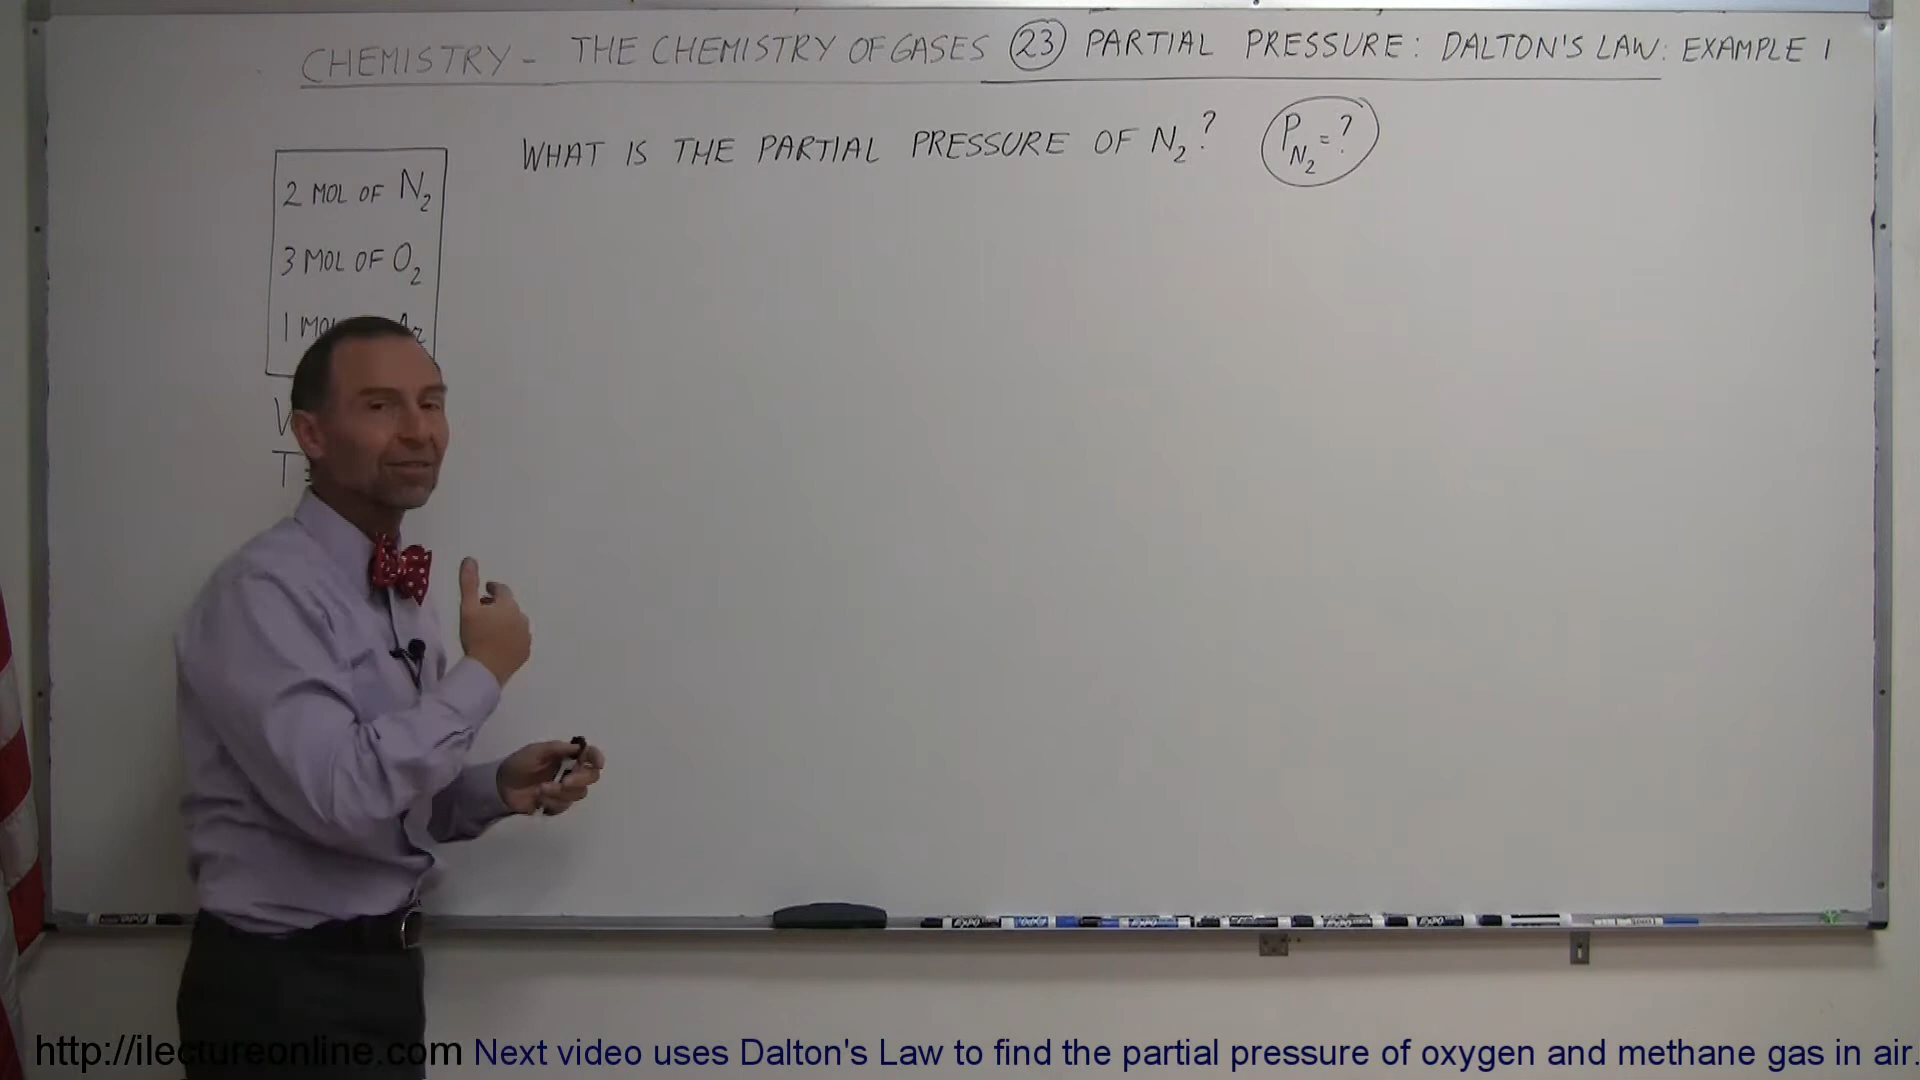 CHEMISTRY - THE CHEMISTRY OF GASES 23 PARTIAL PRESSURE: DALTON'S LAW: EXAMPLE 1
WHAT IS THE PARTIAL PRESSURE OF N₂? P_N₂ = ?
2 MOL OF N₂
3 MOL OF O₂
1
V
T =
http://ilectureonline.com Next video uses Dalton's Law to find the partial pressure of oxygen and methane gas in air.